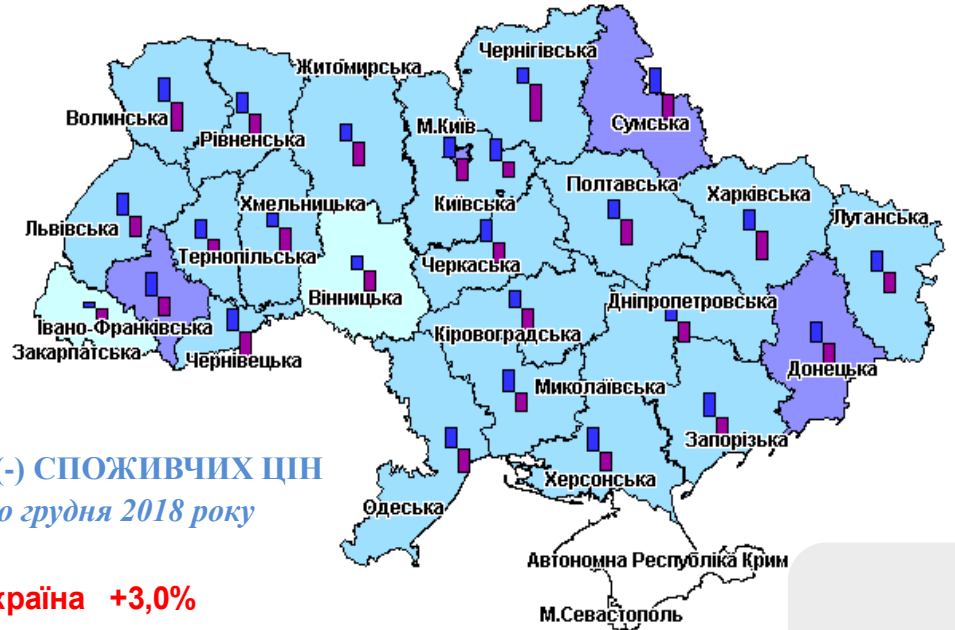 Чернігівська
Житомирська
Волинська
Сумська
М.Київ
Рівненська
Полтавська
Харківська
Хмельницька
Київська
Луганська
Львівська
Тернопільська
Черкаська
Вінницька
Дніпропетровська
Івано-Франківська
Кіровоградська
Закарпатська
Чернівецька
Донецька
Миколаївська
Запорізька
(-) СПОЖИВЧИХ ЦІН
Херсонська
Одеська
о грудня 2018 року
Автономна Республіка Крим
країна +3,0%
М.Севастополь